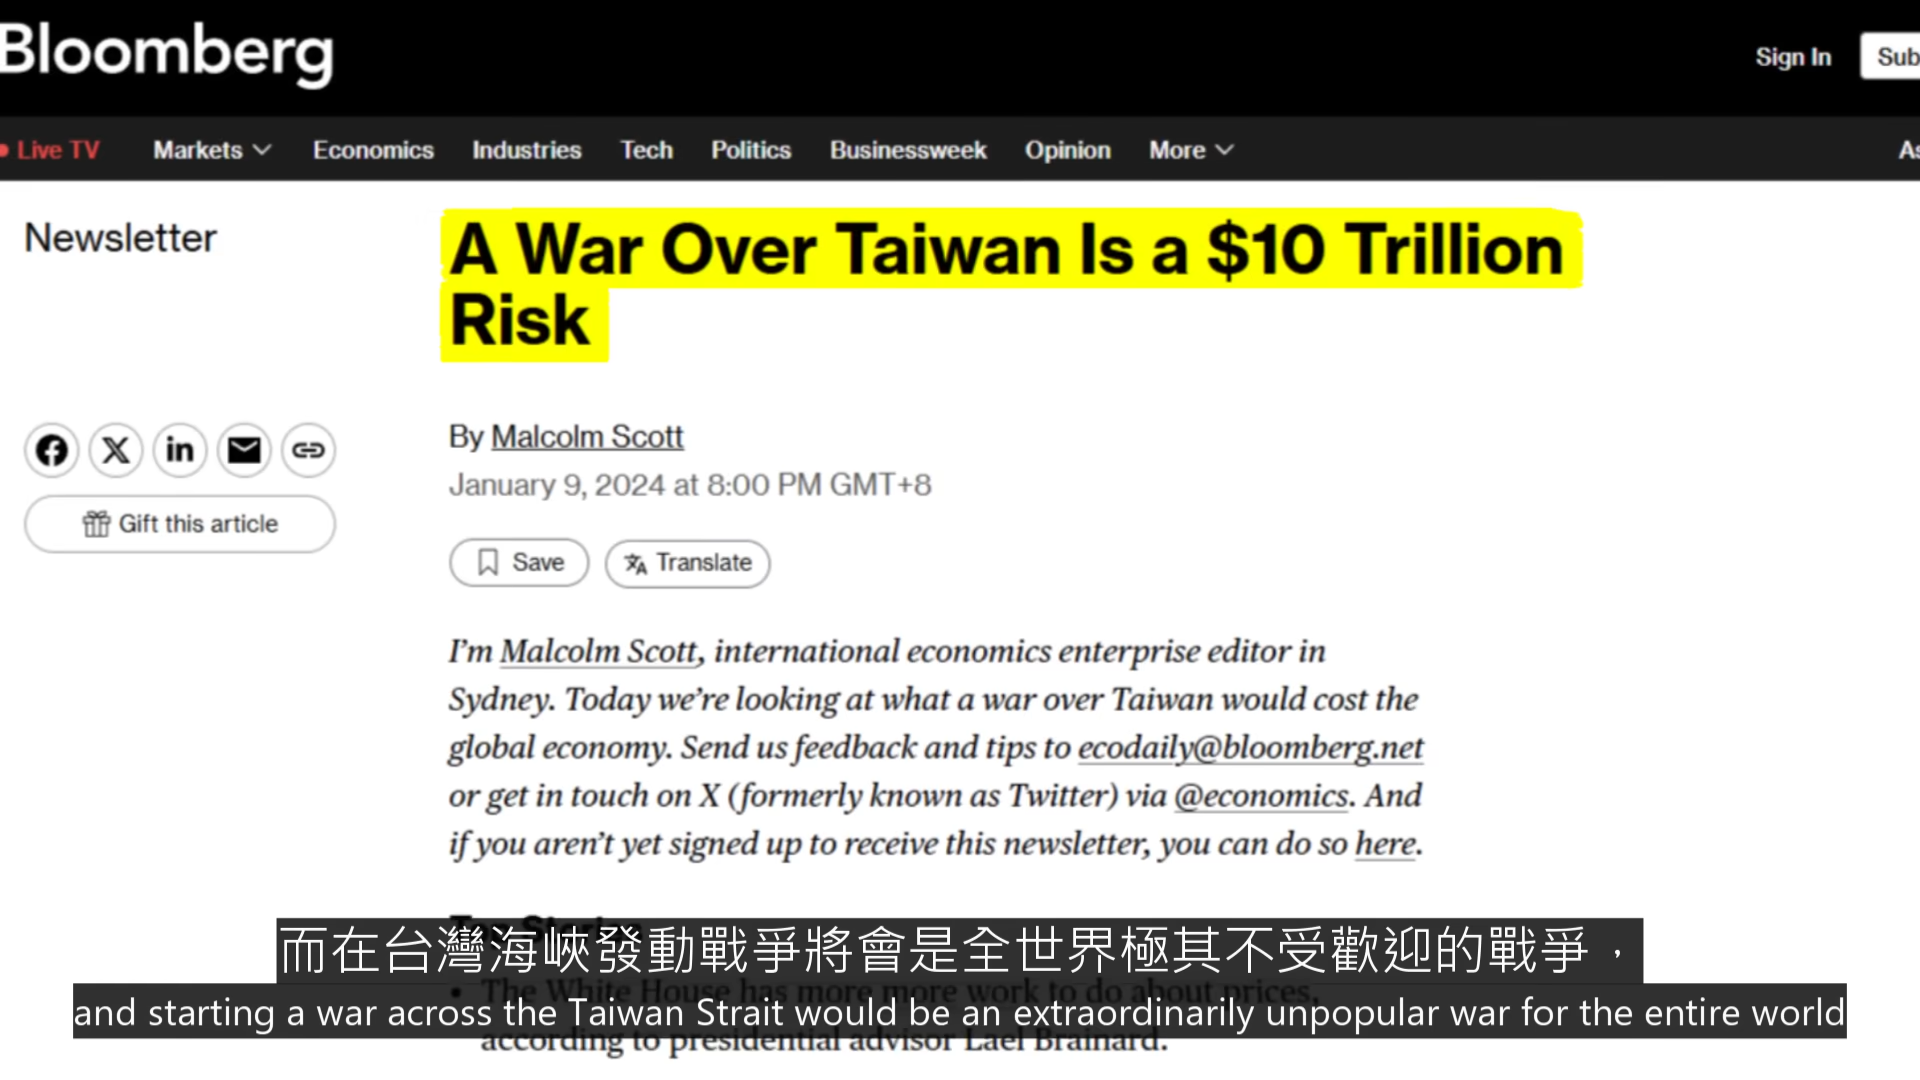 Bloomberg
Sign In
Sub
Live TV
Markets
Economics
Industries
Tech
Politics
Businessweek
Opinion
More
As
Newsletter
A War Over Taiwan Is a $10 Trillion
Risk
By Malcolm Scott
January 9, 2024 at 8:00 PM GMT+8
Gift this article
Save
Translate
I’m Malcolm Scott, international economics enterprise editor in
Sydney. Today we’re looking at what a war over Taiwan would cost the
global economy. Send us feedback and tips to ecodaily@bloomberg.net
or get in touch on X (formerly known as Twitter) via @economics. And
if you aren’t yet signed up to receive this newsletter, you can do so here.
Top Stories
而在台灣海峽發動戰爭將會是全世界極其不受歡迎的戰爭，
• The White House has more more work to do about prices,
and starting a war across the Taiwan Strait would be an extraordinarily unpopular war for the entire world
according to presidential advisor Lael Brainard.